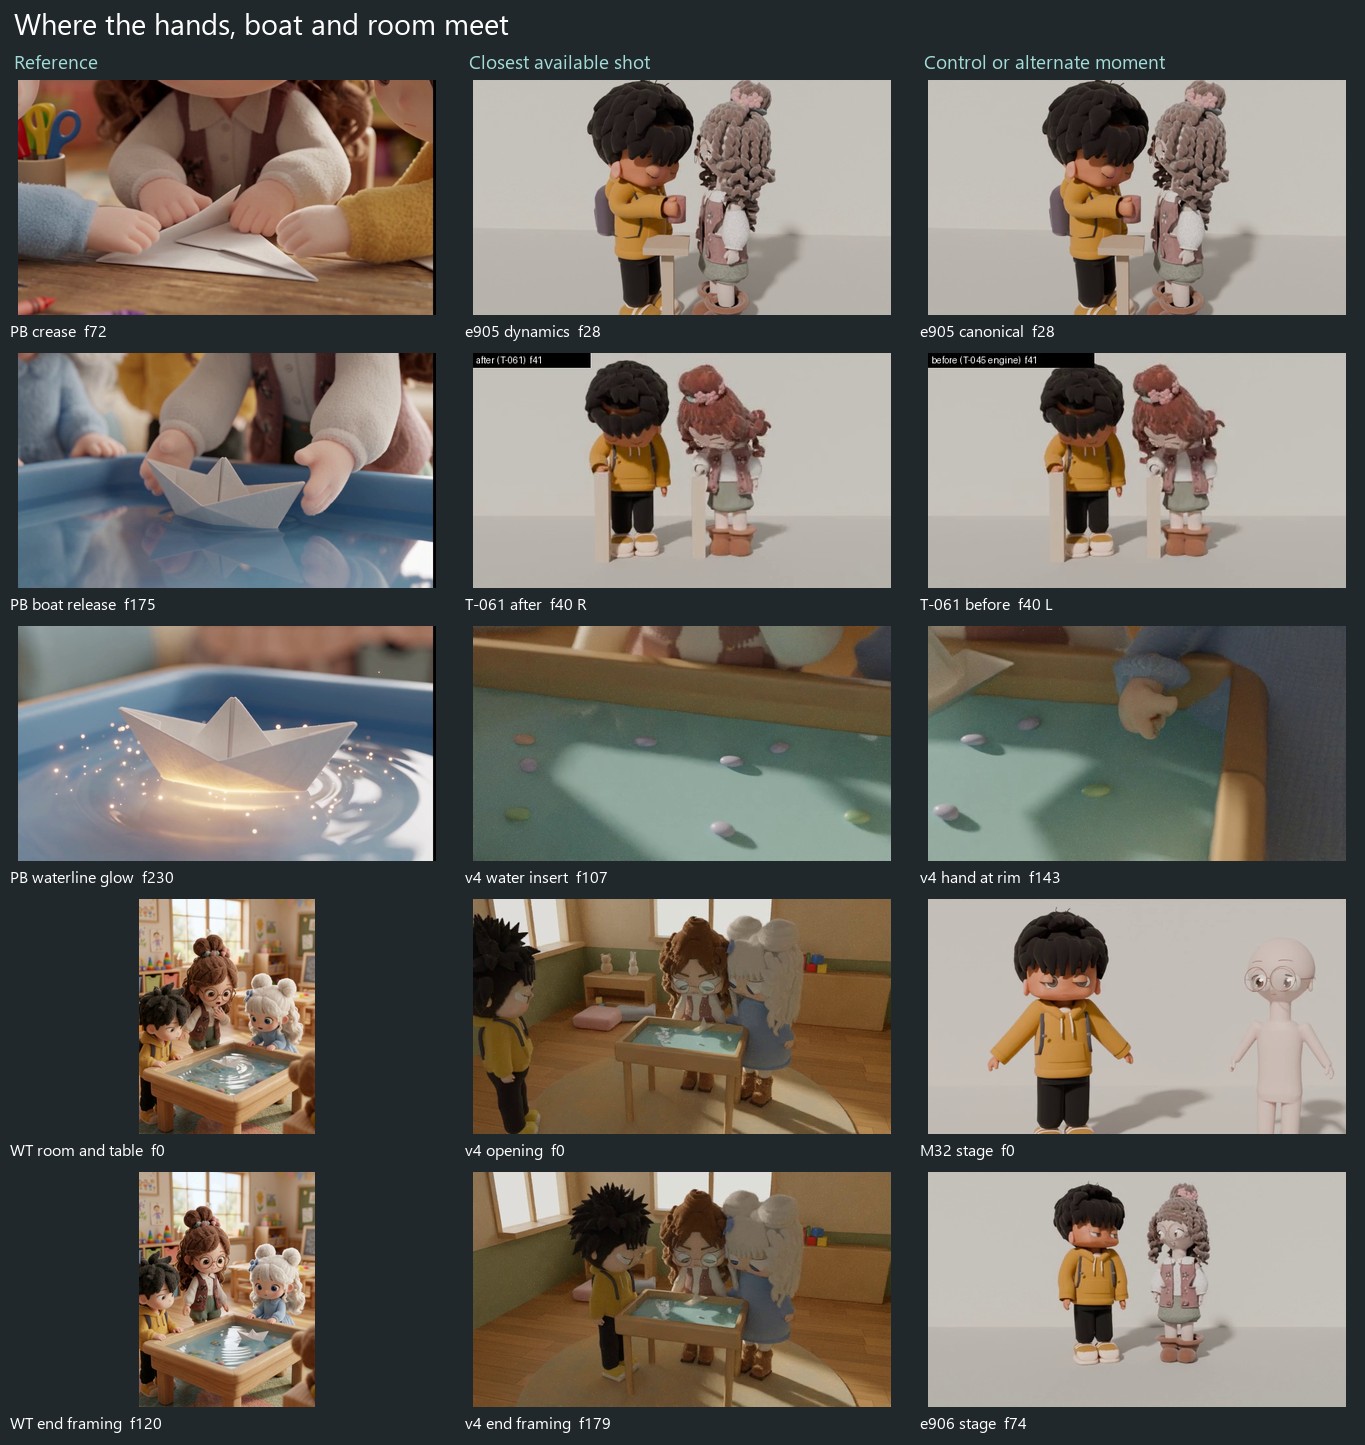 Where the hands, boat and room meet
Reference
Closest available shot
Control or alternate moment
PB crease f72
e905 dynamics f28
e905 canonical f28
after (T-061) f41
before (T-045 engine) f41
PB boat release f175
T-061 after f40 R
T-061 before f40 L
PB waterline glow f230
v4 water insert f107
v4 hand at rim f143
WT room and table f0
v4 opening f0
M32 stage f0
WT end framing f120
v4 end framing f179
e906 stage f74